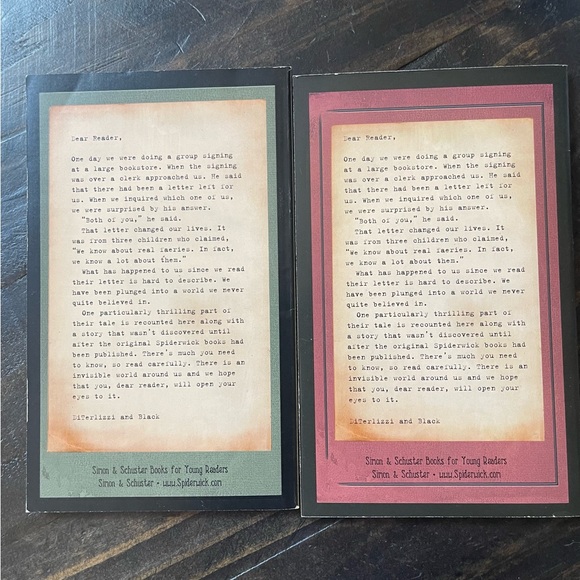 Dear Reader,
One day we were doing a group signing
at a large bookstore. When the signing
was over a clerk approached us. He said
that there had been a letter left for
us. When we inquired which one of us,
we were surprised by his answer.
"Both of you," he said.
That letter changed our lives. It
was from three children who claimed,
"We know about real faeries. In fact,
we know a lot about them."
What has happened to us since we read
their letter is hard to describe. We
have been plunged into a world we never
quite believed in.
One particularly thrilling part of
their tale is recounted here along with
a story that wasn't discovered until
after the original Spiderwick books had
been published. There's much you need
to know, so read carefully. There is an
invisible world around us and we hope
that you, dear reader, will open your
eyes to it.
DiTerlizzi and Black
Simon & Schuster Books for Young Readers
Simon & Schuster • www.Spiderwick.com
Dear Reader,
One day we were doing a group signing
at a large bookstore. When the signing
was over a clerk approached us. He said
that there had been a letter left for
us. When we inquired which one of us,
we were surprised by his answer.
"Both of you," he said.
That letter changed our lives. It
was from three children who claimed,
"We know about real faeries. In fact,
we know a lot about them."
What has happened to us since we read
their letter is hard to describe. We
have been plunged into a world we never
quite believed in.
One particularly thrilling part of
their tale is recounted here along with
a story that wasn't discovered until
after the original Spiderwick books had
been published. There's much you need
to know, so read carefully. There is an
invisible world around us and we hope
that you, dear reader, will open your
eyes to it.
DiTerlizzi and Black
Simon & Schuster Books for Young Readers
Simon & Schuster • www.Spiderwick.com